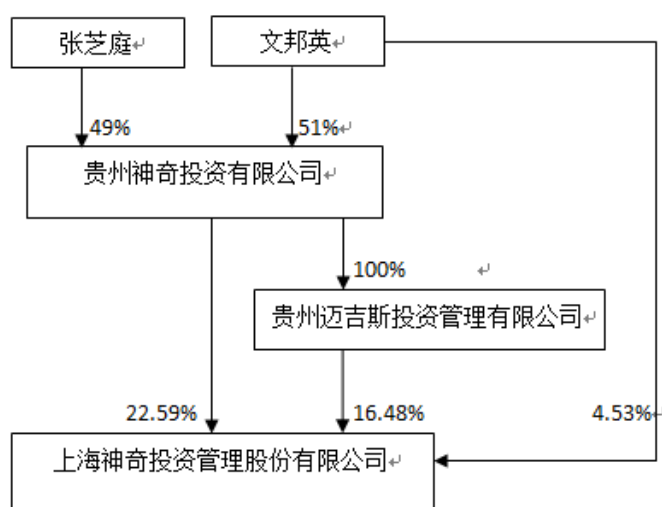 张芝庭
文邦英
49%
51%
贵州神奇投资有限公司
100%
贵州迈吉斯投资管理有限公司
22.59%
16.48%
4.53%
上海神奇投资管理股份有限公司